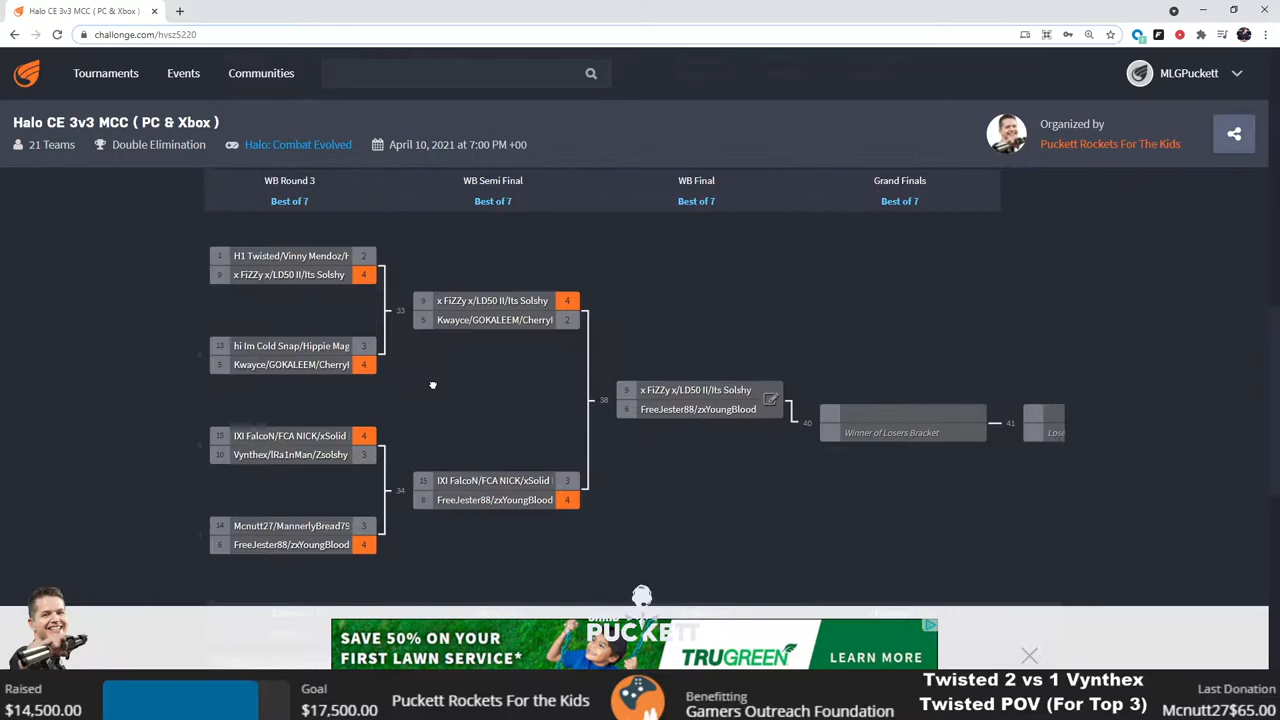 Halo CE 3v3 MCC ( PC & Xbox )
challonge.com/hvsz5220
Tournaments
Events
Communities
MLGPuckett
Halo CE 3v3 MCC ( PC & Xbox )
21 Teams
Double Elimination
Halo: Combat Evolved
April 10, 2021 at 7:00 PM +00
Organized by
Puckett Rockets For The Kids
WB Round 3
WB Semi Final
WB Final
Grand Finals
Best of 7
Best of 7
Best of 7
Best of 7
1 H1 Twisted/Vinny Mendoz/H 2
9 x FiZZy x/LD50 II/Its Solshy 4
13 hi Im Cold Snap/Hippie Mag 3
5 Kwayce/GOKALEEM/CherryI 4
15 IXI FalcoN/FCA NICK/xSolid 4
10 Vynthex/lRa1nMan/Zsolshy 3
14 Mcnutt27/MannerlyBread79 3
6 FreeJester88/zxYoungBlood 4
33
9 x FiZZy x/LD50 II/Its Solshy 4
5 Kwayce/GOKALEEM/CherryI 2
34
15 IXI FalcoN/FCA NICK/xSolid 3
FreeJester88/zxYoungBlood 4
38
9 x FiZZy x/LD50 II/Its Solshy
6 FreeJester88/zxYoungBlood
40
Winner of Losers Bracket
41
Lose
SAVE 50% ON YOUR
FIRST LAWN SERVICE*
PUCKETT
TRUGREEN
LEARN MORE
Raised
$14,500.00
Goal
$17,500.00
Puckett Rockets For the Kids
Benefitting
Gamers Outreach Foundation
Twisted 2 vs 1 Vynthex
Twisted POV (For Top 3)
Last Donation
Mcnutt27$65.00